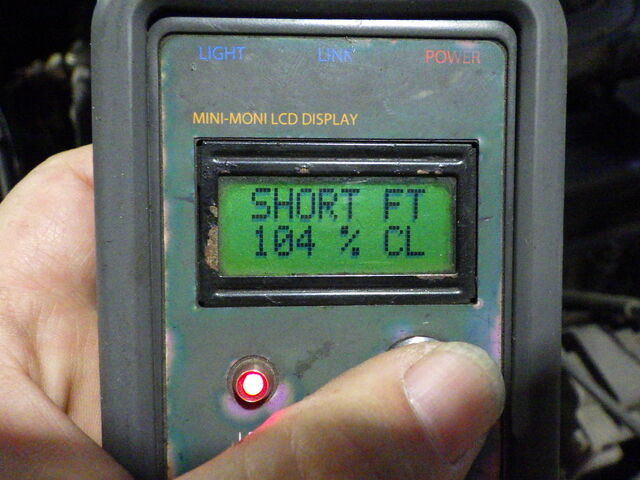 LIGHT LINK POWER
MINI-MONI LCD DISPLAY
SHORT FT
104 % CL